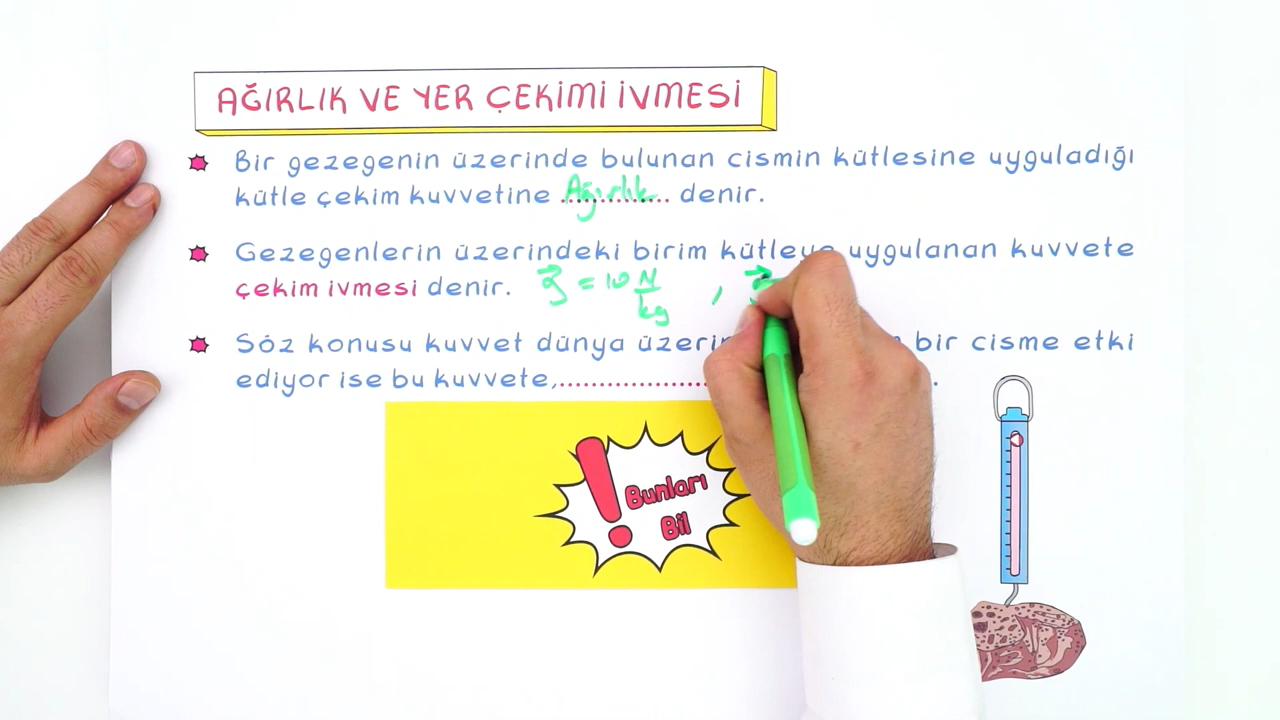 AĞIRLIK VE YER ÇEKİMİ İVMESİ
Bir gezegenin üzerinde bulunan cismin kütlesine uyguladığı
kütle çekim kuvvetine Ağırlık denir.
Gezegenlerin üzerindeki birim kütleye uygulanan kuvvete
çekim ivmesi denir. g = 10 N/kg ,
Söz konusu kuvvet dünya bir cisme etki
ediyor ise bu kuvvete,..................
Bunları
Bil